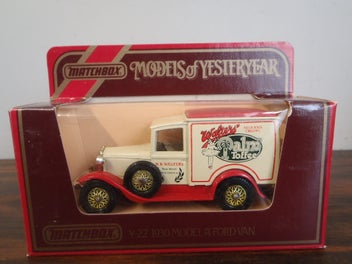 MATCHBOX
MODELS of YESTERYEAR
Walters'
Palm
Toffee
MATCHBOX
Y-22 1930 MODEL A FORD VAN